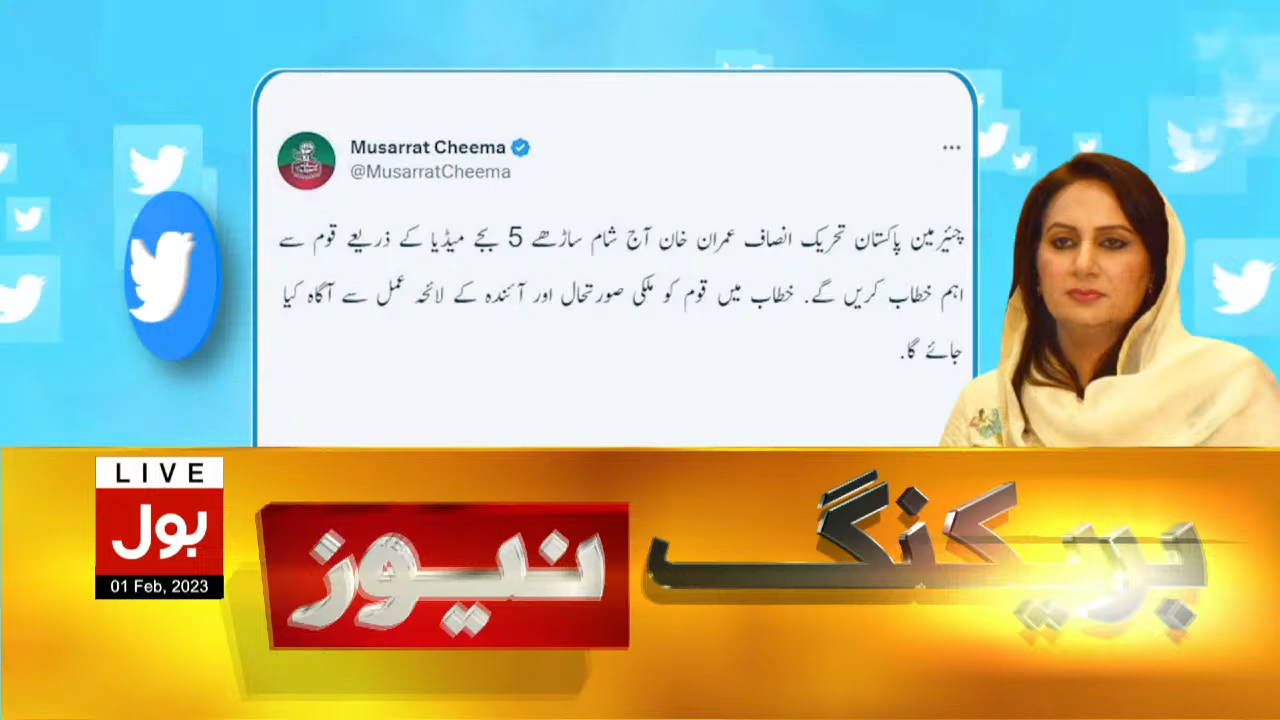 Musarrat Cheema
@MusarratCheema
چئیرمین پاکستان تحریک انصاف عمران خان آج شام ساڑھے 5 بجے میڈیا کے ذریعے قوم سے
اہم خطاب کریں گے. خطاب میں قوم کو ملکی صورتحال اور آئندہ کے لائحہ عمل سے آگاہ کیا
جائے گا.
LIVE
بول
01 Feb, 2023
بریکنگ نیوز